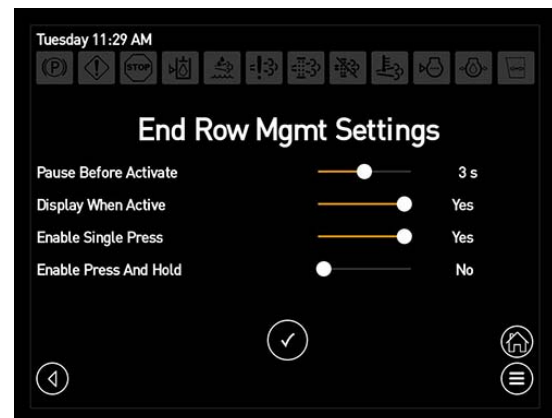 Tuesday 11:29 AM
(P) STOP
End Row Mgmt Settings
Pause Before Activate 3 s
Display When Active Yes
Enable Single Press Yes
Enable Press And Hold No